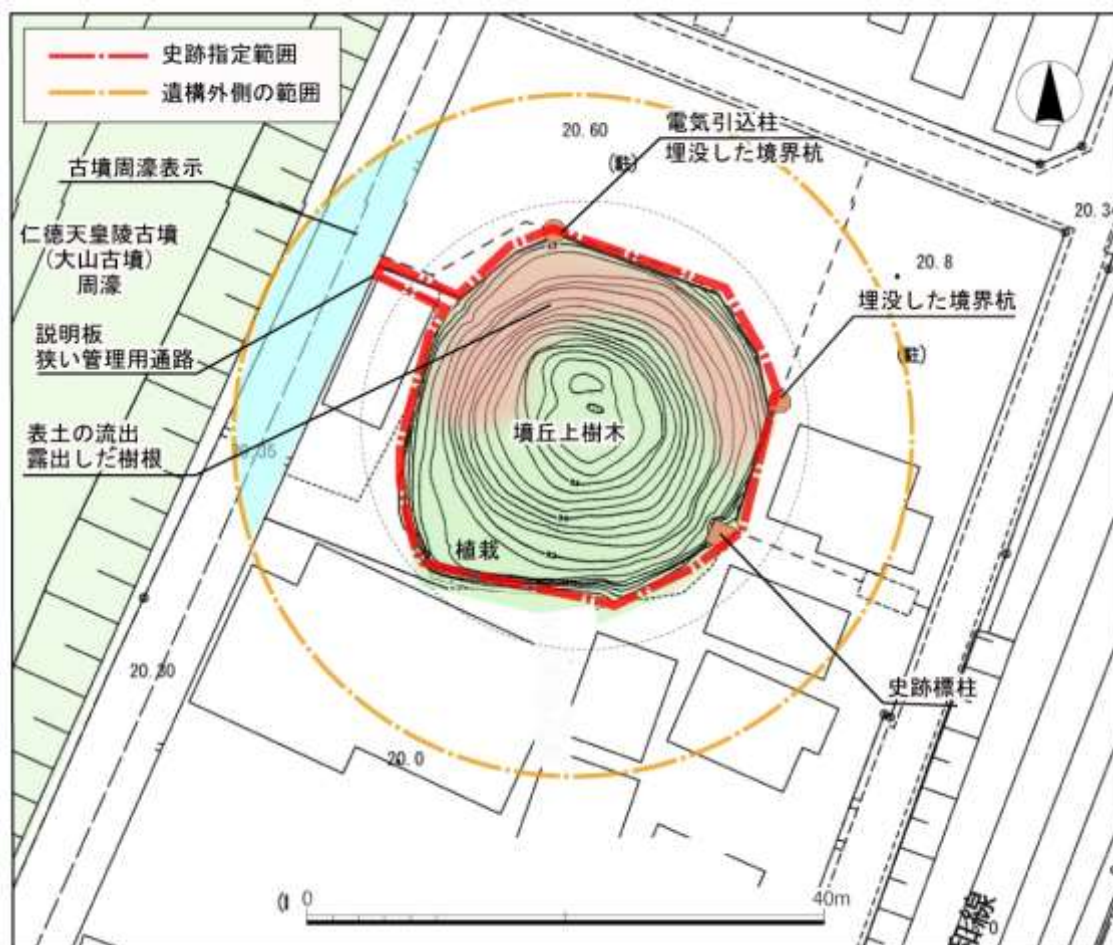 史跡指定範囲
遺構外側の範囲
電気引込柱
埋没した境界杭
20.60
(駐)
古墳周濠表示
仁徳天皇陵古墳
(大山古墳)
周濠
20.8
埋没した境界杭
説明板
狭い管理用通路
(駐)
表土の流出
露出した樹根
墳丘上樹木
植栽
20.30
史跡標柱
20.0
0
40m